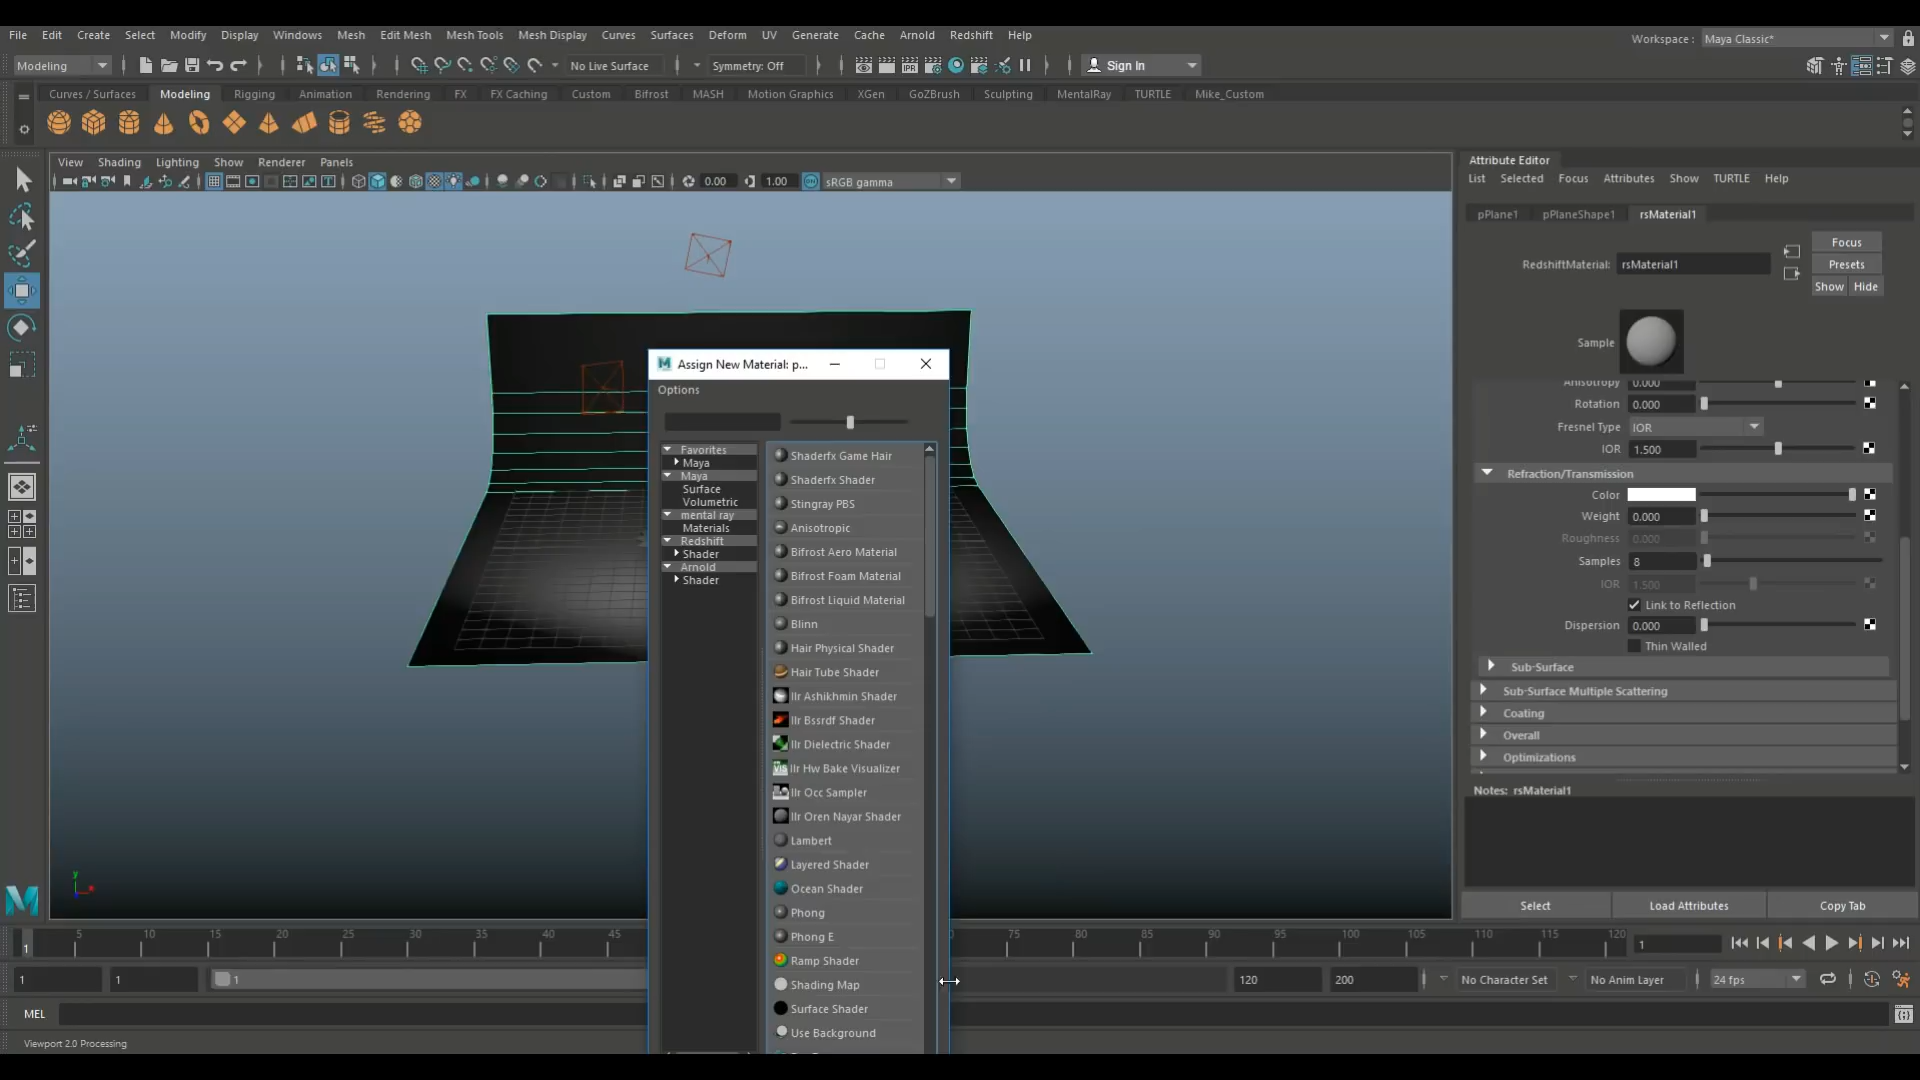 File Edit Create Select Modify Display Windows Mesh Edit Mesh Mesh Tools Mesh Display Curves Surfaces Deform UV Generate Cache Arnold Redshift Help
Workspace : Maya Classic*
Modeling No Live Surface Symmetry: Off Sign In
Curves / Surfaces Modeling Rigging Animation Rendering FX FX Caching Custom Bifrost MASH Motion Graphics XGen GoZBrush Sculpting MentalRay TURTLE Mike_Custom
View Shading Lighting Show Renderer Panels
0.00 1.00 sRGB gamma
Attribute Editor
List Selected Focus Attributes Show TURTLE Help
pPlane1 pPlaneShape1 rsMaterial1
Focus
RedshiftMaterial: rsMaterial1
Presets
Show Hide
Sample
Anisotropy 0.000
Rotation 0.000
Fresnel Type IOR
IOR 1.500
Refraction/Transmission
Color
Weight 0.000
Roughness 0.000
Samples 8
IOR 1.500
Link to Reflection
Dispersion 0.000
Thin Walled
Sub-Surface
Sub-Surface Multiple Scattering
Coating
Overall
Optimizations
Notes: rsMaterial1
Select Load Attributes Copy Tab
Assign New Material: p...
Options
Favorites
Maya
Maya
Surface
Volumetric
mental ray
Materials
Redshift
Shader
Arnold
Shader
Shaderfx Game Hair
Shaderfx Shader
Stingray PBS
Anisotropic
Bifrost Aero Material
Bifrost Foam Material
Bifrost Liquid Material
Blinn
Hair Physical Shader
Hair Tube Shader
Ilr Ashikhmin Shader
Ilr Bssrdf Shader
Ilr Dielectric Shader
Ilr Hw Bake Visualizer
Ilr Occ Sampler
Ilr Oren Nayar Shader
Lambert
Layered Shader
Ocean Shader
Phong
Phong E
Ramp Shader
Shading Map
Surface Shader
Use Background
y
5 10 15 20 25 30 35 40 45 75 80 85 90 95 100 105 110 115 120
1 1
1 1 1 120 200 No Character Set No Anim Layer 24 fps
MEL
Viewport 2.0 Processing